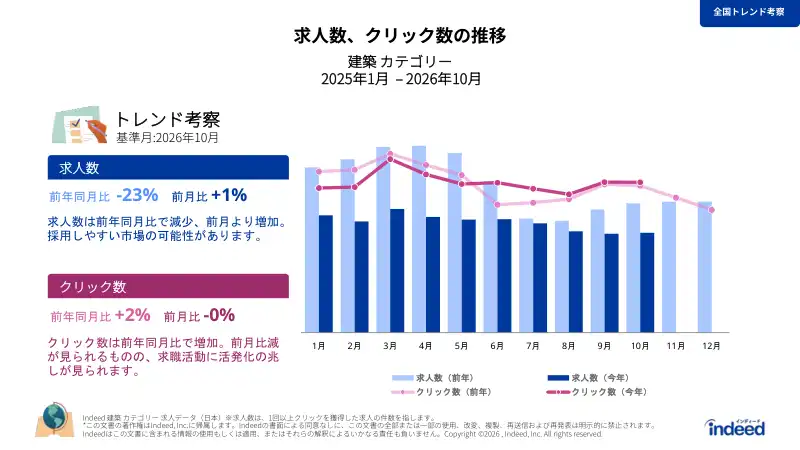 全国トレンド考察
求人数、クリック数の推移
建築 カテゴリー
2025年1月 – 2026年10月
トレンド考察
基準月:2026年10月
求人数
前年同月比 -23% 前月比 +1%
求人数は前年同月比で減少、前月より増加。
採用しやすい市場の可能性があります。
クリック数
前年同月比 +2% 前月比 -0%
クリック数は前年同月比で増加。前月比減
が見られるものの、求職活動に活発化の兆
しが見られます。
1月 2月 3月 4月 5月 6月 7月 8月 9月 10月 11月 12月
求人数（前年） 求人数（今年）
クリック数（前年） クリック数（今年）
Indeed 建築 カテゴリー 求人データ（日本）※求人数は、1回以上クリックを獲得した求人の件数を指します。
*この文書の著作権はIndeed, Inc.に帰属します。Indeedの書面による同意なしに、この文書の全部または一部の使用、改変、複製、再送信および再発表は明示的に禁止されます。
Indeedはこの文書に含まれる情報の使用もしくは適用、またはそれらの解釈によるいかなる責任も負いません。Copyright ©2026 , Indeed, Inc. All rights reserved.
インディード
indeed